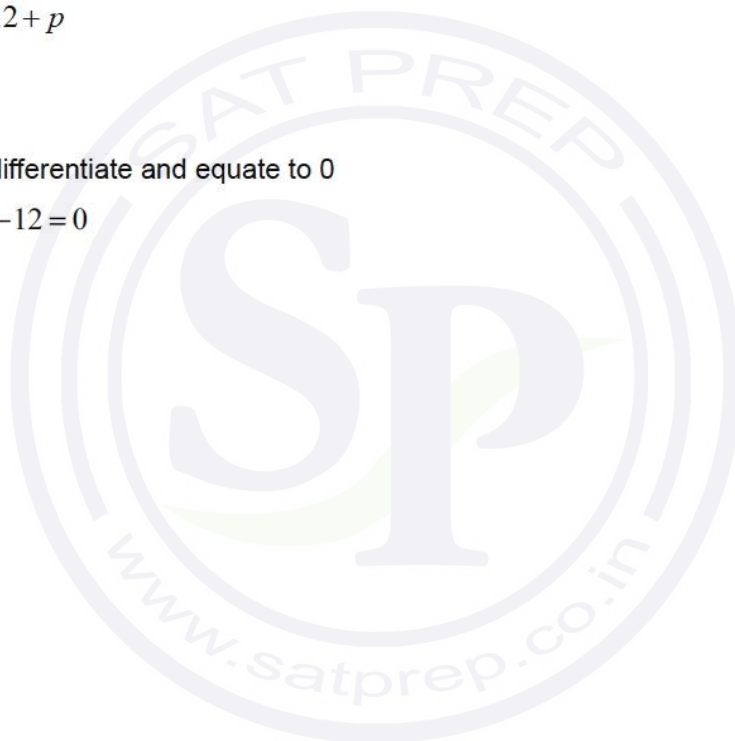 2 + p
differentiate and equate to 0
–12 = 0
SAT PREP
SP
www.satprep.co.in